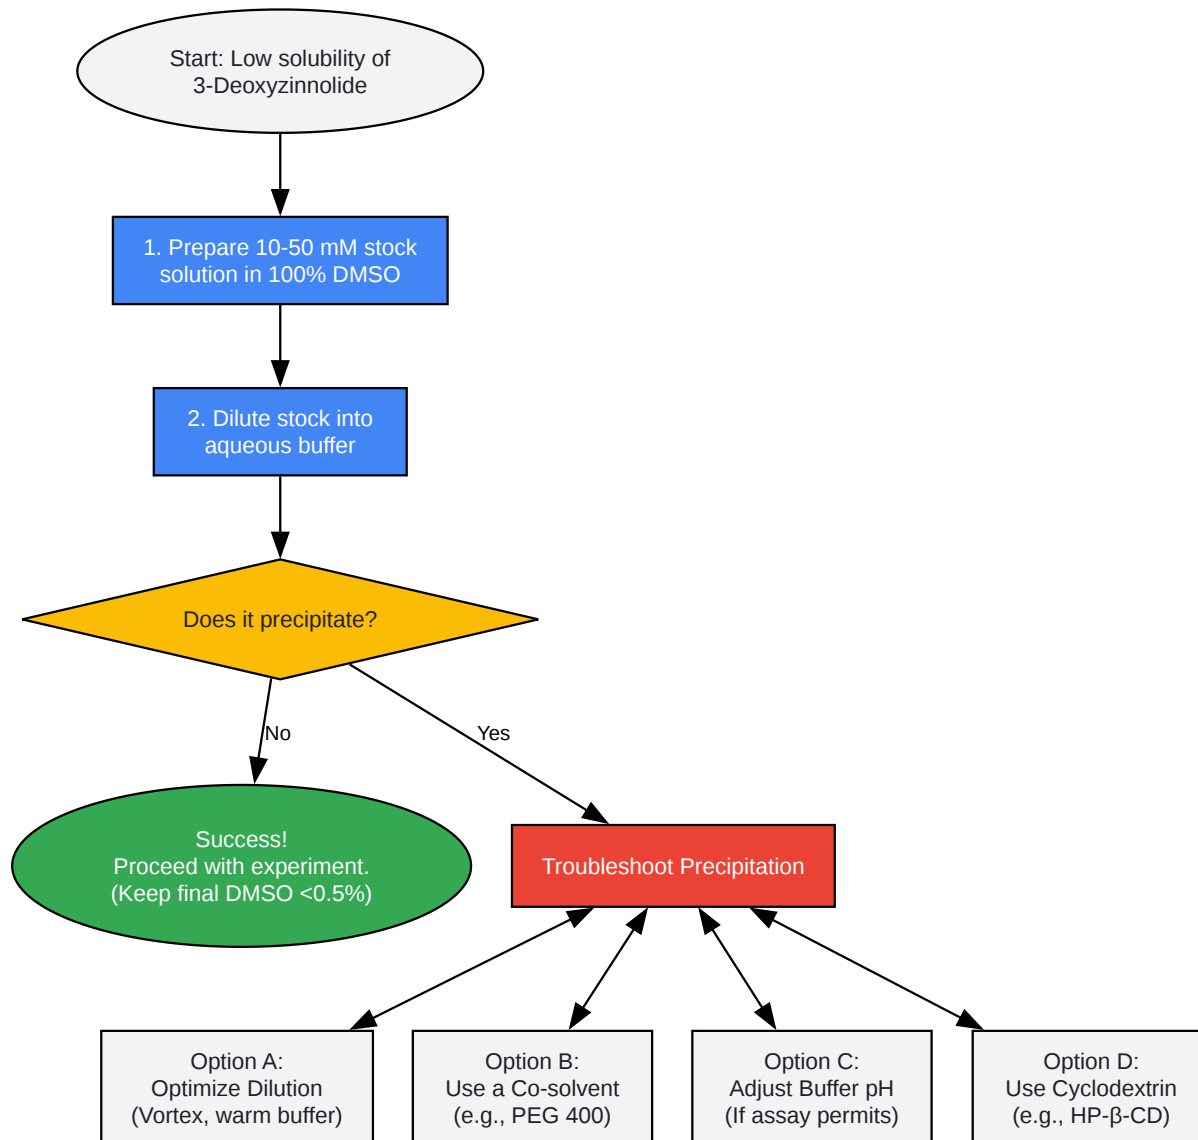 Start: Low solubility of
3-Deoxyzinnolide
1. Prepare 10-50 mM stock
solution in 100% DMSO
2. Dilute stock into
aqueous buffer
Does it precipitate?
No
Yes
Success!
Proceed with experiment.
(Keep final DMSO <0.5%)
Troubleshoot Precipitation
Option A:
Optimize Dilution
(Vortex, warm buffer)
Option B:
Use a Co-solvent
(e.g., PEG 400)
Option C:
Adjust Buffer pH
(If assay permits)
Option D:
Use Cyclodextrin
(e.g., HP-β-CD)